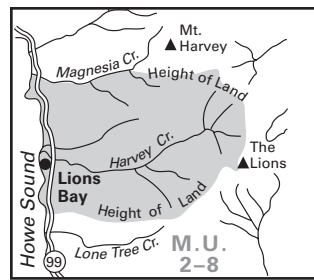 Mt.
Harvey
Magnesia Cr.
Height of Land
Harvey Cr.
The
Lions
Howe Sound
Lions
Bay
Height of Land
Lone Tree Cr.
M.U.
2–8
99